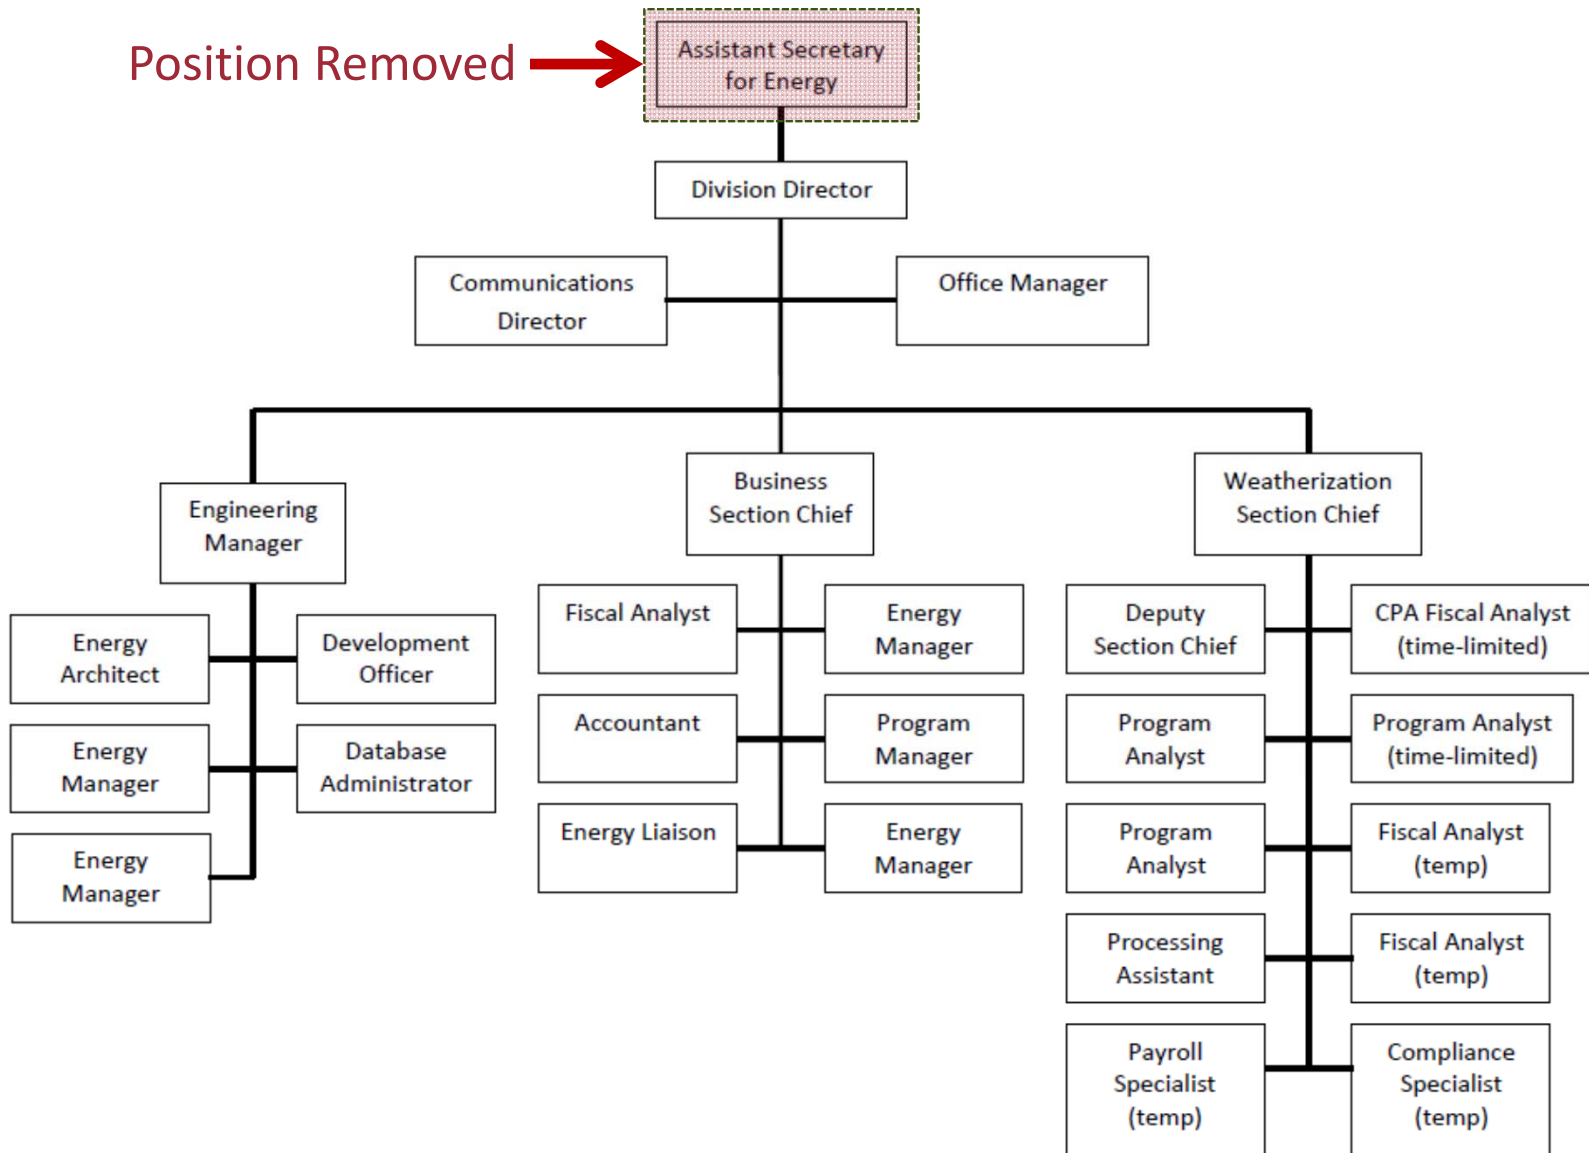 Position Removed
Assistant Secretary
for Energy
Division Director
Communications
Director
Office Manager
Engineering
Manager
Business
Section Chief
Weatherization
Section Chief
Energy
Architect
Development
Officer
Energy
Manager
Database
Administrator
Energy
Manager
Fiscal Analyst
Energy
Manager
Accountant
Program
Manager
Energy Liaison
Energy
Manager
Deputy
Section Chief
CPA Fiscal Analyst
(time-limited)
Program
Analyst
Program Analyst
(time-limited)
Program
Analyst
Fiscal Analyst
(temp)
Processing
Assistant
Fiscal Analyst
(temp)
Payroll
Specialist
(temp)
Compliance
Specialist
(temp)